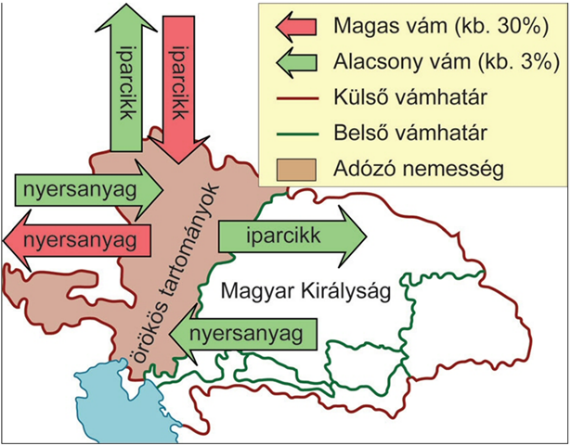 Magas vám (kb. 30%)
Alacsony vám (kb. 3%)
Külső vámhatár
Belső vámhatár
Adózó nemesség
iparcikk
iparcikk
nyersanyag
nyersanyag
örökös tartományok
iparcikk
Magyar Királyság
nyersanyag